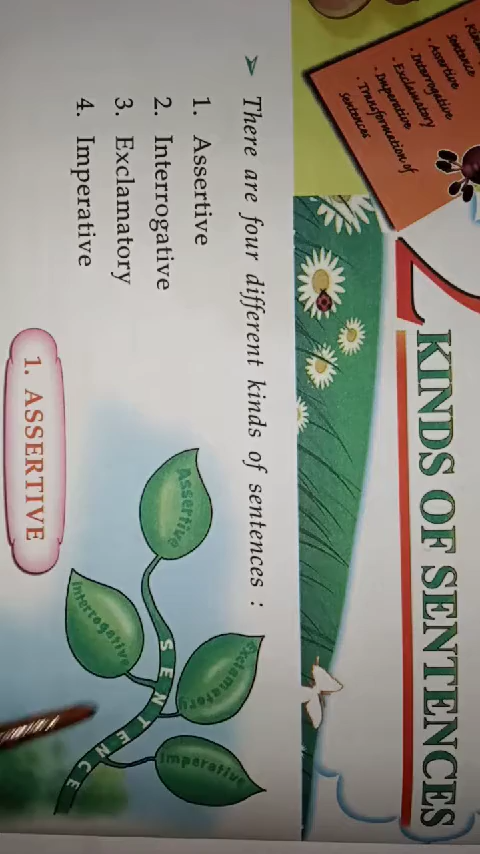 Sentence
• Assertive
• Interrogative
• Exclamatory
• Imperative
• Transformation of
Sentences
2
KINDS OF SENTENCES
➢ There are four different kinds of sentences :
1. Assertive
2. Interrogative
3. Exclamatory
4. Imperative
Assertive
Interrogative
Exclamatory
Imperative
SENTENCE
1. ASSERTIVE